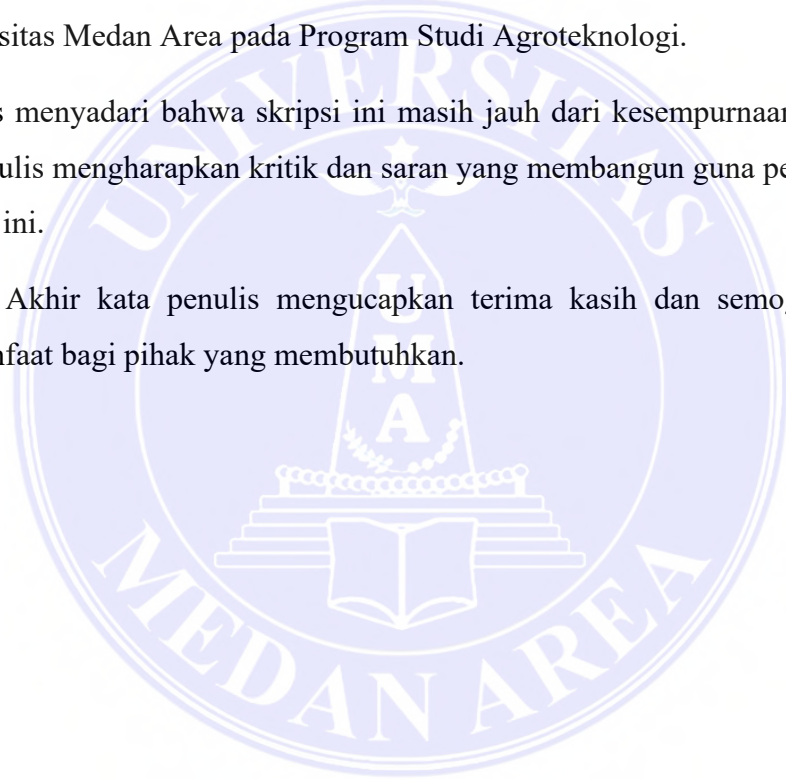 sitas Medan Area pada Program Studi Agroteknologi.
menyadari bahwa skripsi ini masih jauh dari kesempurnaan
ulis mengharapkan kritik dan saran yang membangun guna pe
ini.
Akhir kata penulis mengucapkan terima kasih dan semog
nfaat bagi pihak yang membutuhkan.
UNIVERSITAS
U
M
A
MEDAN AREA